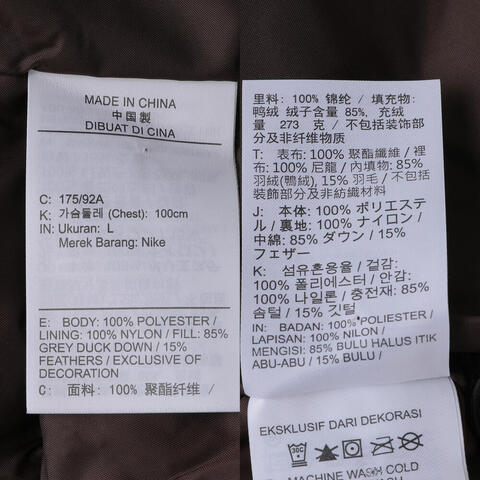 MADE IN CHINA
中國製
DIBUAT DI CINA
C: 175/92A
K: 가슴둘레 (Chest): 100cm
IN: Ukuran: L
Merek Barang: Nike
E: BODY: 100% POLYESTER /
LINING: 100% NYLON / FILL: 85%
GREY DUCK DOWN / 15%
FEATHERS / EXCLUSIVE OF
DECORATION
C: 面料: 100% 聚酯纤维 /
里料: 100% 锦纶 / 填充物:
鸭绒 绒子含量 85%, 充绒
量 273 克 / 不包括装饰部
分及非纤维物质
T: 表布: 100% 聚酯纖維 / 裡
布: 100% 尼龍 / 內填充: 85%
羽絨(鴨絨), 15% 羽毛 / 不包括
裝飾部分及非紡織材料
J: 本体: 100% ポリエステ
ル / 裏地: 100% ナイロン /
中綿: 85% ダウン / 15%
フェザー
K: 섬유혼용율 / 겉감:
100% 폴리에스터 / 안감:
100% 나일론 / 충전재: 85%
솜털 / 15% 깃털
IN: BADAN: 100% POLIESTER /
LAPISAN: 100% NILON /
MENGISI: 85% BULU HALUS ITIK
ABU-ABU / 15% BULU /
EKSKLUSIF DARI DEKORASI
30C
MACHINE WASH COLD